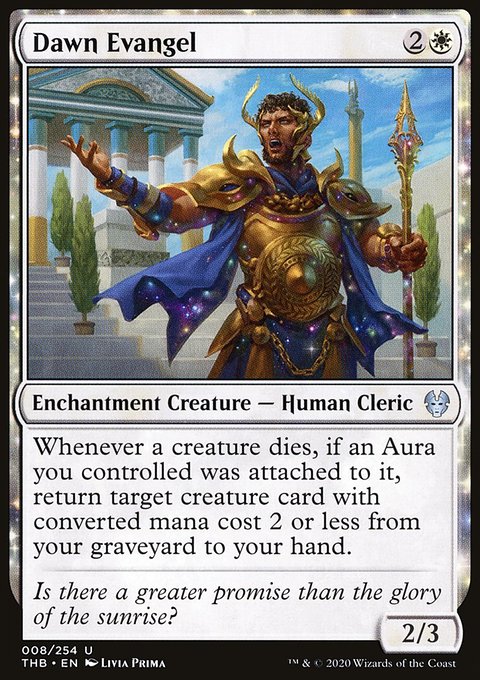 Dawn Evangel 2
Enchantment Creature — Human Cleric
Whenever a creature dies, if an Aura
you controlled was attached to it,
return target creature card with
converted mana cost 2 or less from
your graveyard to your hand.
Is there a greater promise than the glory
of the sunrise?
2/3
008/254 U
THB • EN Livia Prima
™ & © 2020 Wizards of the Coast